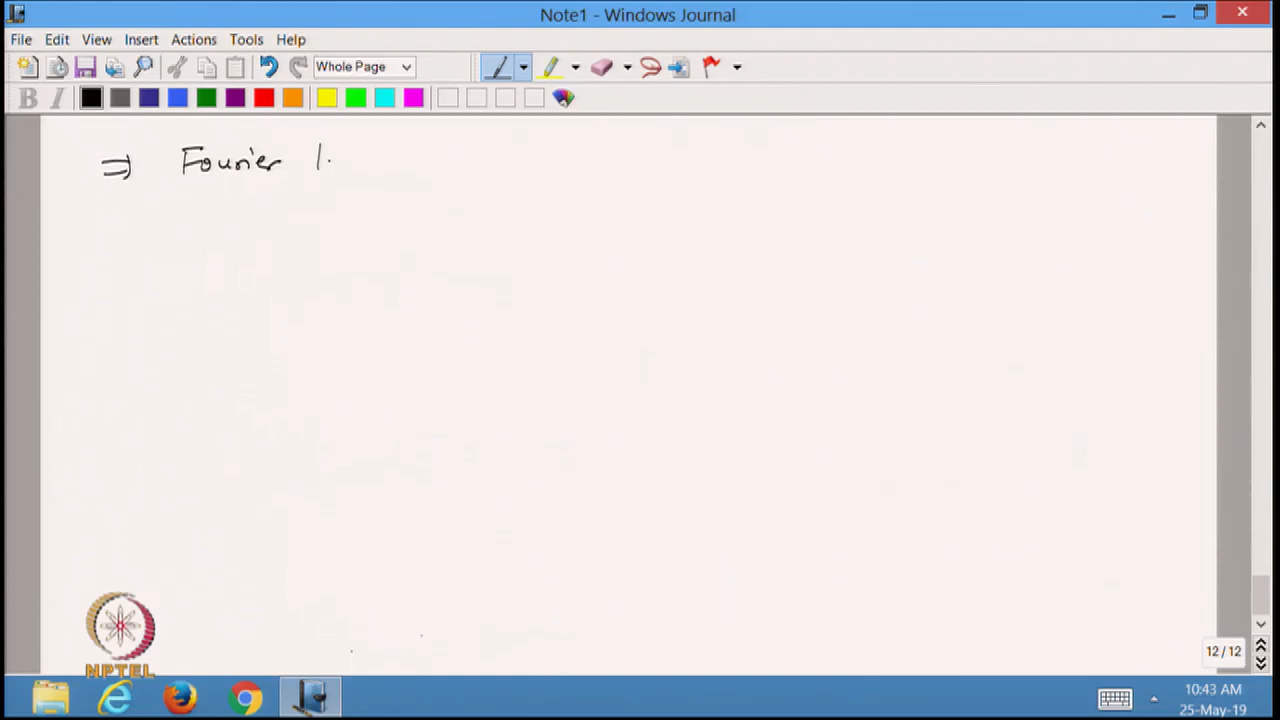 Note1 - Windows Journal
File Edit View Insert Actions Tools Help
Whole Page
B I
⇒ Fourier
NPTEL
12 / 12
10:43 AM
25-May-19